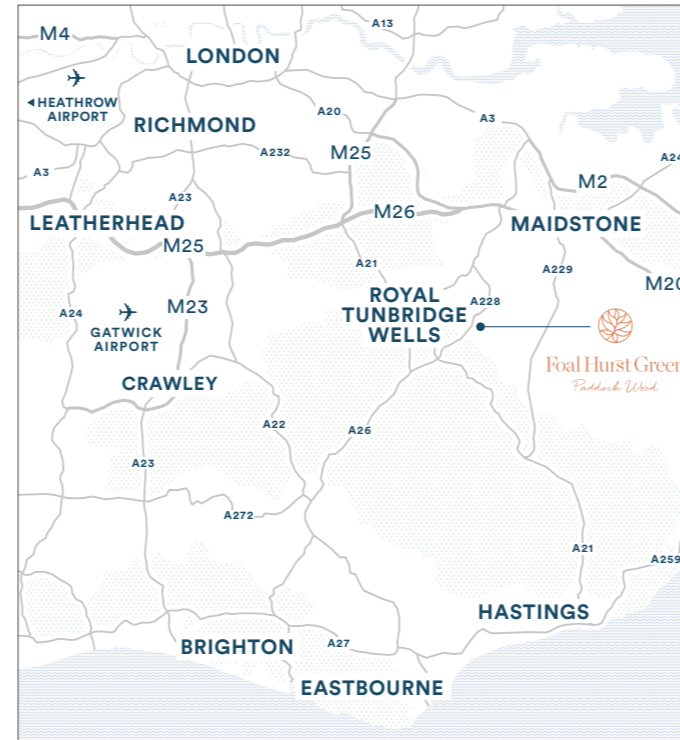 A13
M4
LONDON
HEATHROW
AIRPORT
A20
A3
RICHMOND
A232
M25
A3
A24
M2
A23
M26
LEATHERHEAD
MAIDSTONE
M25
A21
A229
M20
ROYAL
TUNBRIDGE
WELLS
A228
A24
M23
GATWICK
AIRPORT
Foal Hurst Green
Paddock Wood
CRAWLEY
A22
A26
A23
A272
A21
A259
HASTINGS
BRIGHTON
A27
EASTBOURNE